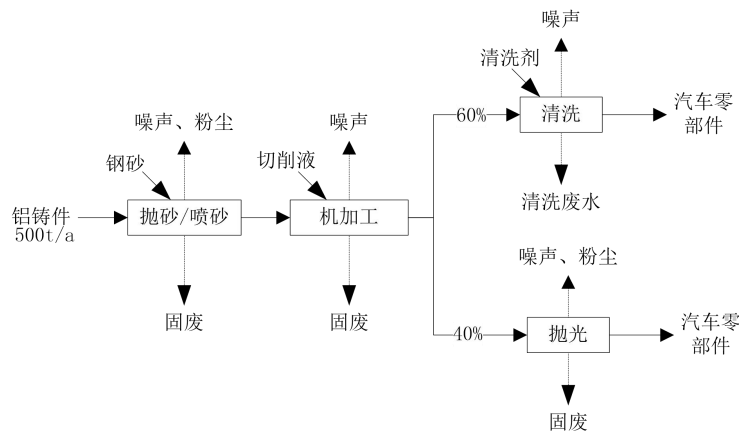 噪声
清洗剂
60%
清洗
汽车零
部件
清洗废水
噪声、粉尘
钢砂
铝铸件
500t/a
抛砂/喷砂
固废
噪声
切削液
机加工
固废
噪声、粉尘
40%
抛光
汽车零
部件
固废